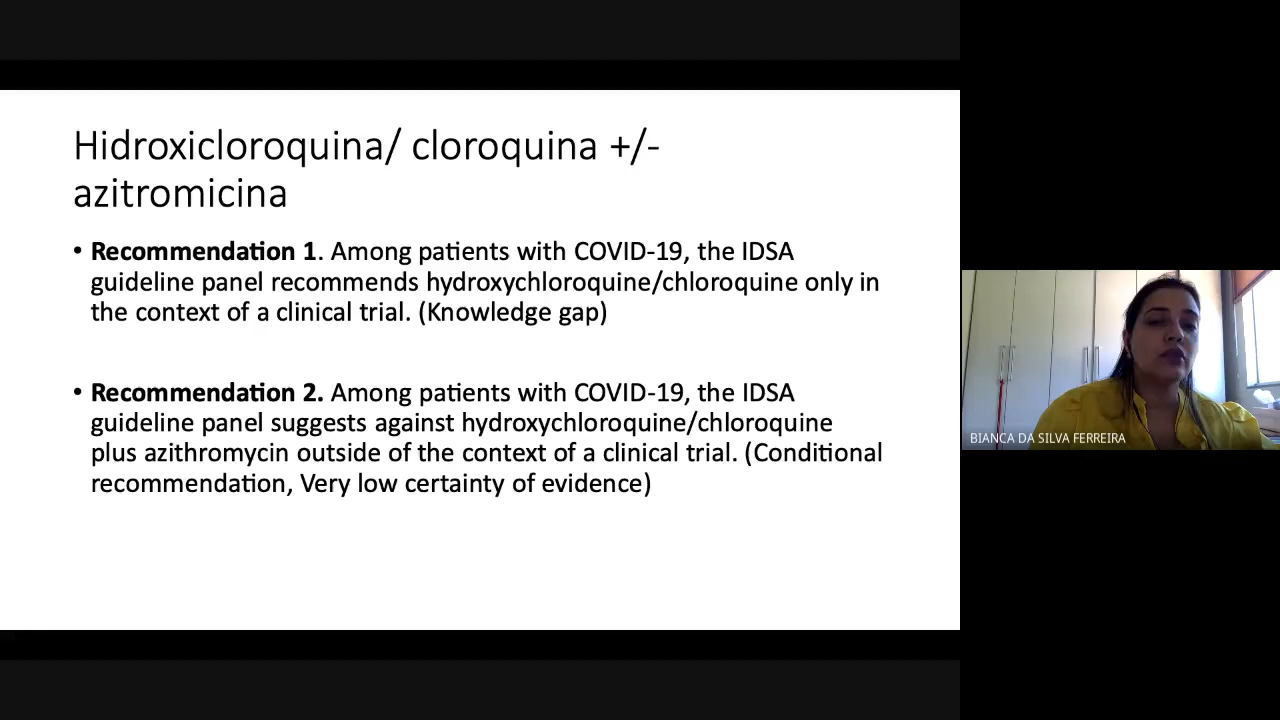 Hidroxicloroquina/ cloroquina +/-
azitromicina
• Recommendation 1. Among patients with COVID-19, the IDSA
guideline panel recommends hydroxychloroquine/chloroquine only in
the context of a clinical trial. (Knowledge gap)
• Recommendation 2. Among patients with COVID-19, the IDSA
guideline panel suggests against hydroxychloroquine/chloroquine
plus azithromycin outside of the context of a clinical trial. (Conditional
recommendation, Very low certainty of evidence)
BIANCA DA SILVA FERREIRA